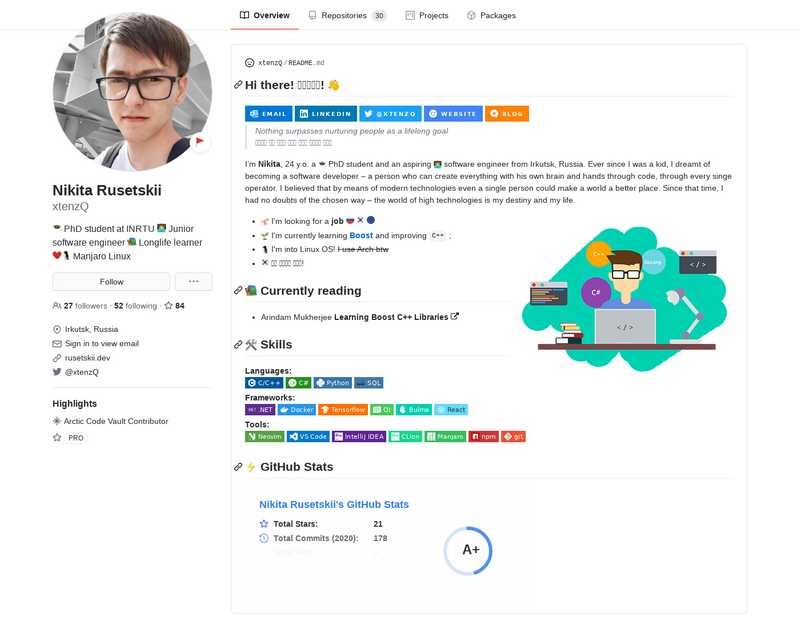 Overview
Repositories 30
Projects
Packages
Nikita Rusetskii
xtenzQ
PhD student at INRTU Junior
software engineer Longlife learner
Manjaro Linux
Follow
27 followers · 52 following · 84
Irkutsk, Russia
Sign in to view email
rusetskii.dev
@xtenzQ
Highlights
Arctic Code Vault Contributor
PRO
xtenzQ/README.md
Hi there! !
EMAIL
LINKEDIN
@XTENZQ
WEBSITE
BLOG
Nothing surpasses nurturing people as a lifelong goal
I'm Nikita, 24 y.o. a PhD student and an aspiring software engineer from Irkutsk, Russia. Ever since I was a kid, I dreamt of
becoming a software developer – a person who can create everything with his own brain and hands through code, through every singe
operator. I believed that by means of modern technologies even a single person could make a world a better place. Since that time, I
had no doubts of the chosen way – the world of high technologies is my destiny and my life.
I'm looking for a job
I'm currently learning Boost and improving C++ ;
I'm into Linux OS! I use Arch btw
C++
C#
</>
</>
Currently reading
Arindam Mukherjee Learning Boost C++ Libraries
Skills
Languages:
C/C++ C# Python SQL
Frameworks:
.NET Docker Tensorflow Qt Bulma React
Tools:
Neovim VS Code IntelliJ IDEA CLion Manjaro npm git
GitHub Stats
Nikita Rusetskii's GitHub Stats
Total Stars: 21
Total Commits (2020): 178
A+